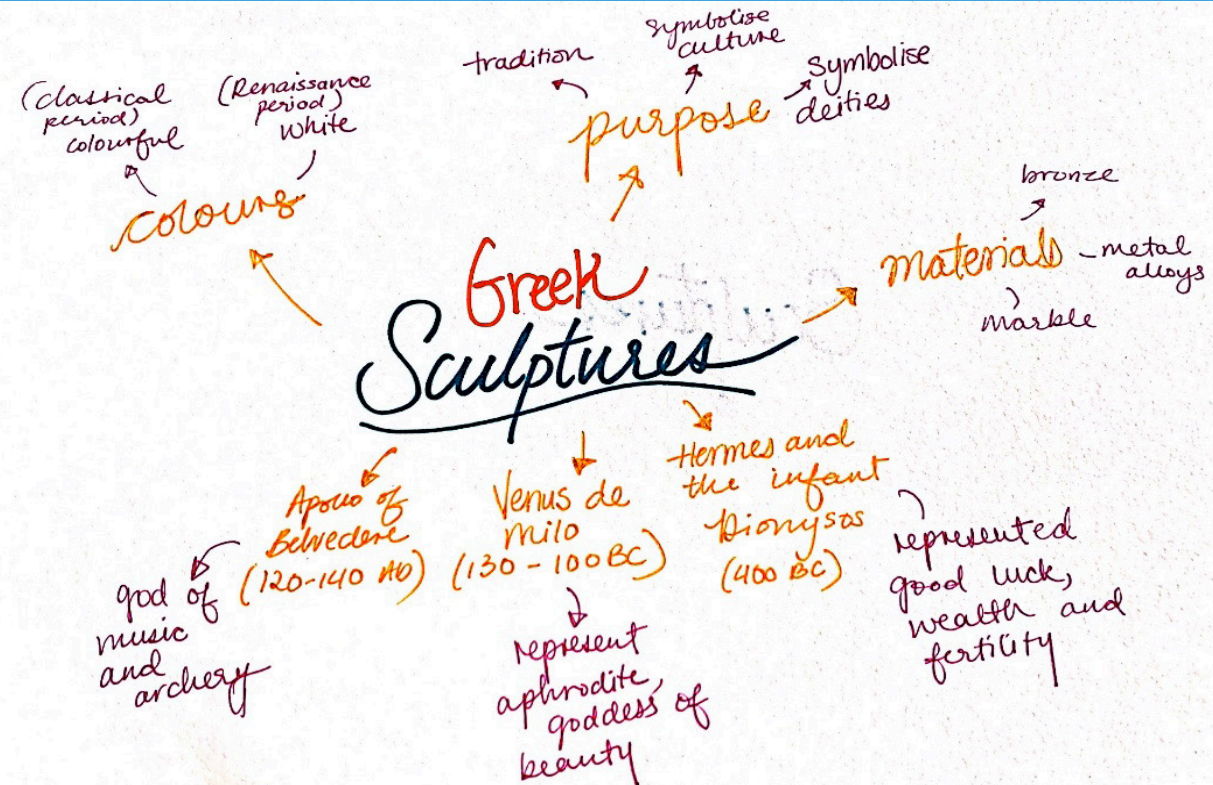 tradition
symbolise
culture
symbolise
deities
purpose
(classical
period)
colourful
(Renaissance
period)
white
colours
bronze
materials
-metal
alloys
marble
Greek
Sculptures
Apollo of
Belvedere
(120-140 AD)
god of
music
and
archery
Venus de
Milo
(130 - 100 BC)
represent
aphrodite,
goddess of
beauty
Hermes and
the infant
Dionysos
(400 BC)
represented
good luck,
wealth and
fertility